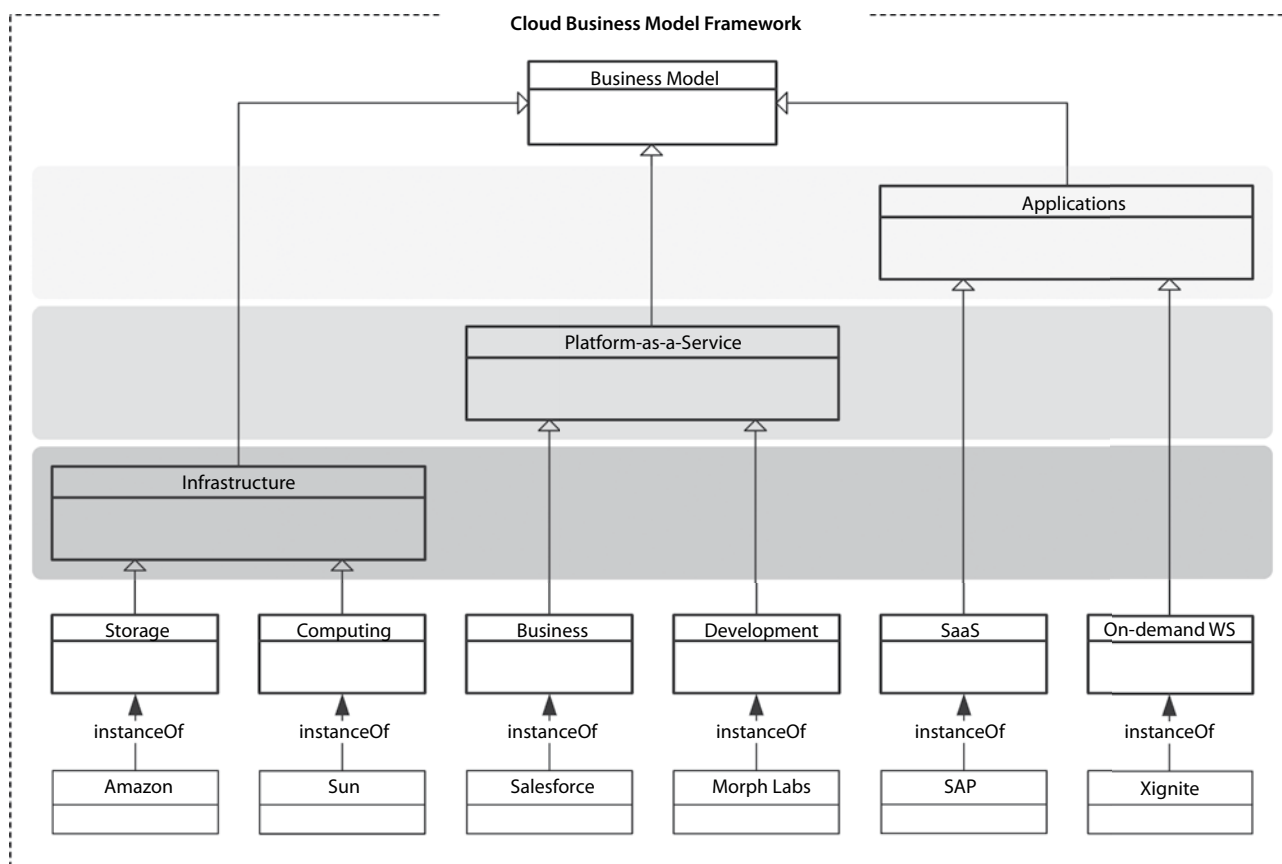 Cloud Business Model Framework
Business Model
Applications
Platform-as-a-Service
Infrastructure
Storage
Computing
Business
Development
SaaS
On-demand WS
instanceOf
instanceOf
instanceOf
instanceOf
instanceOf
instanceOf
Amazon
Sun
Salesforce
Morph Labs
SAP
Xignite